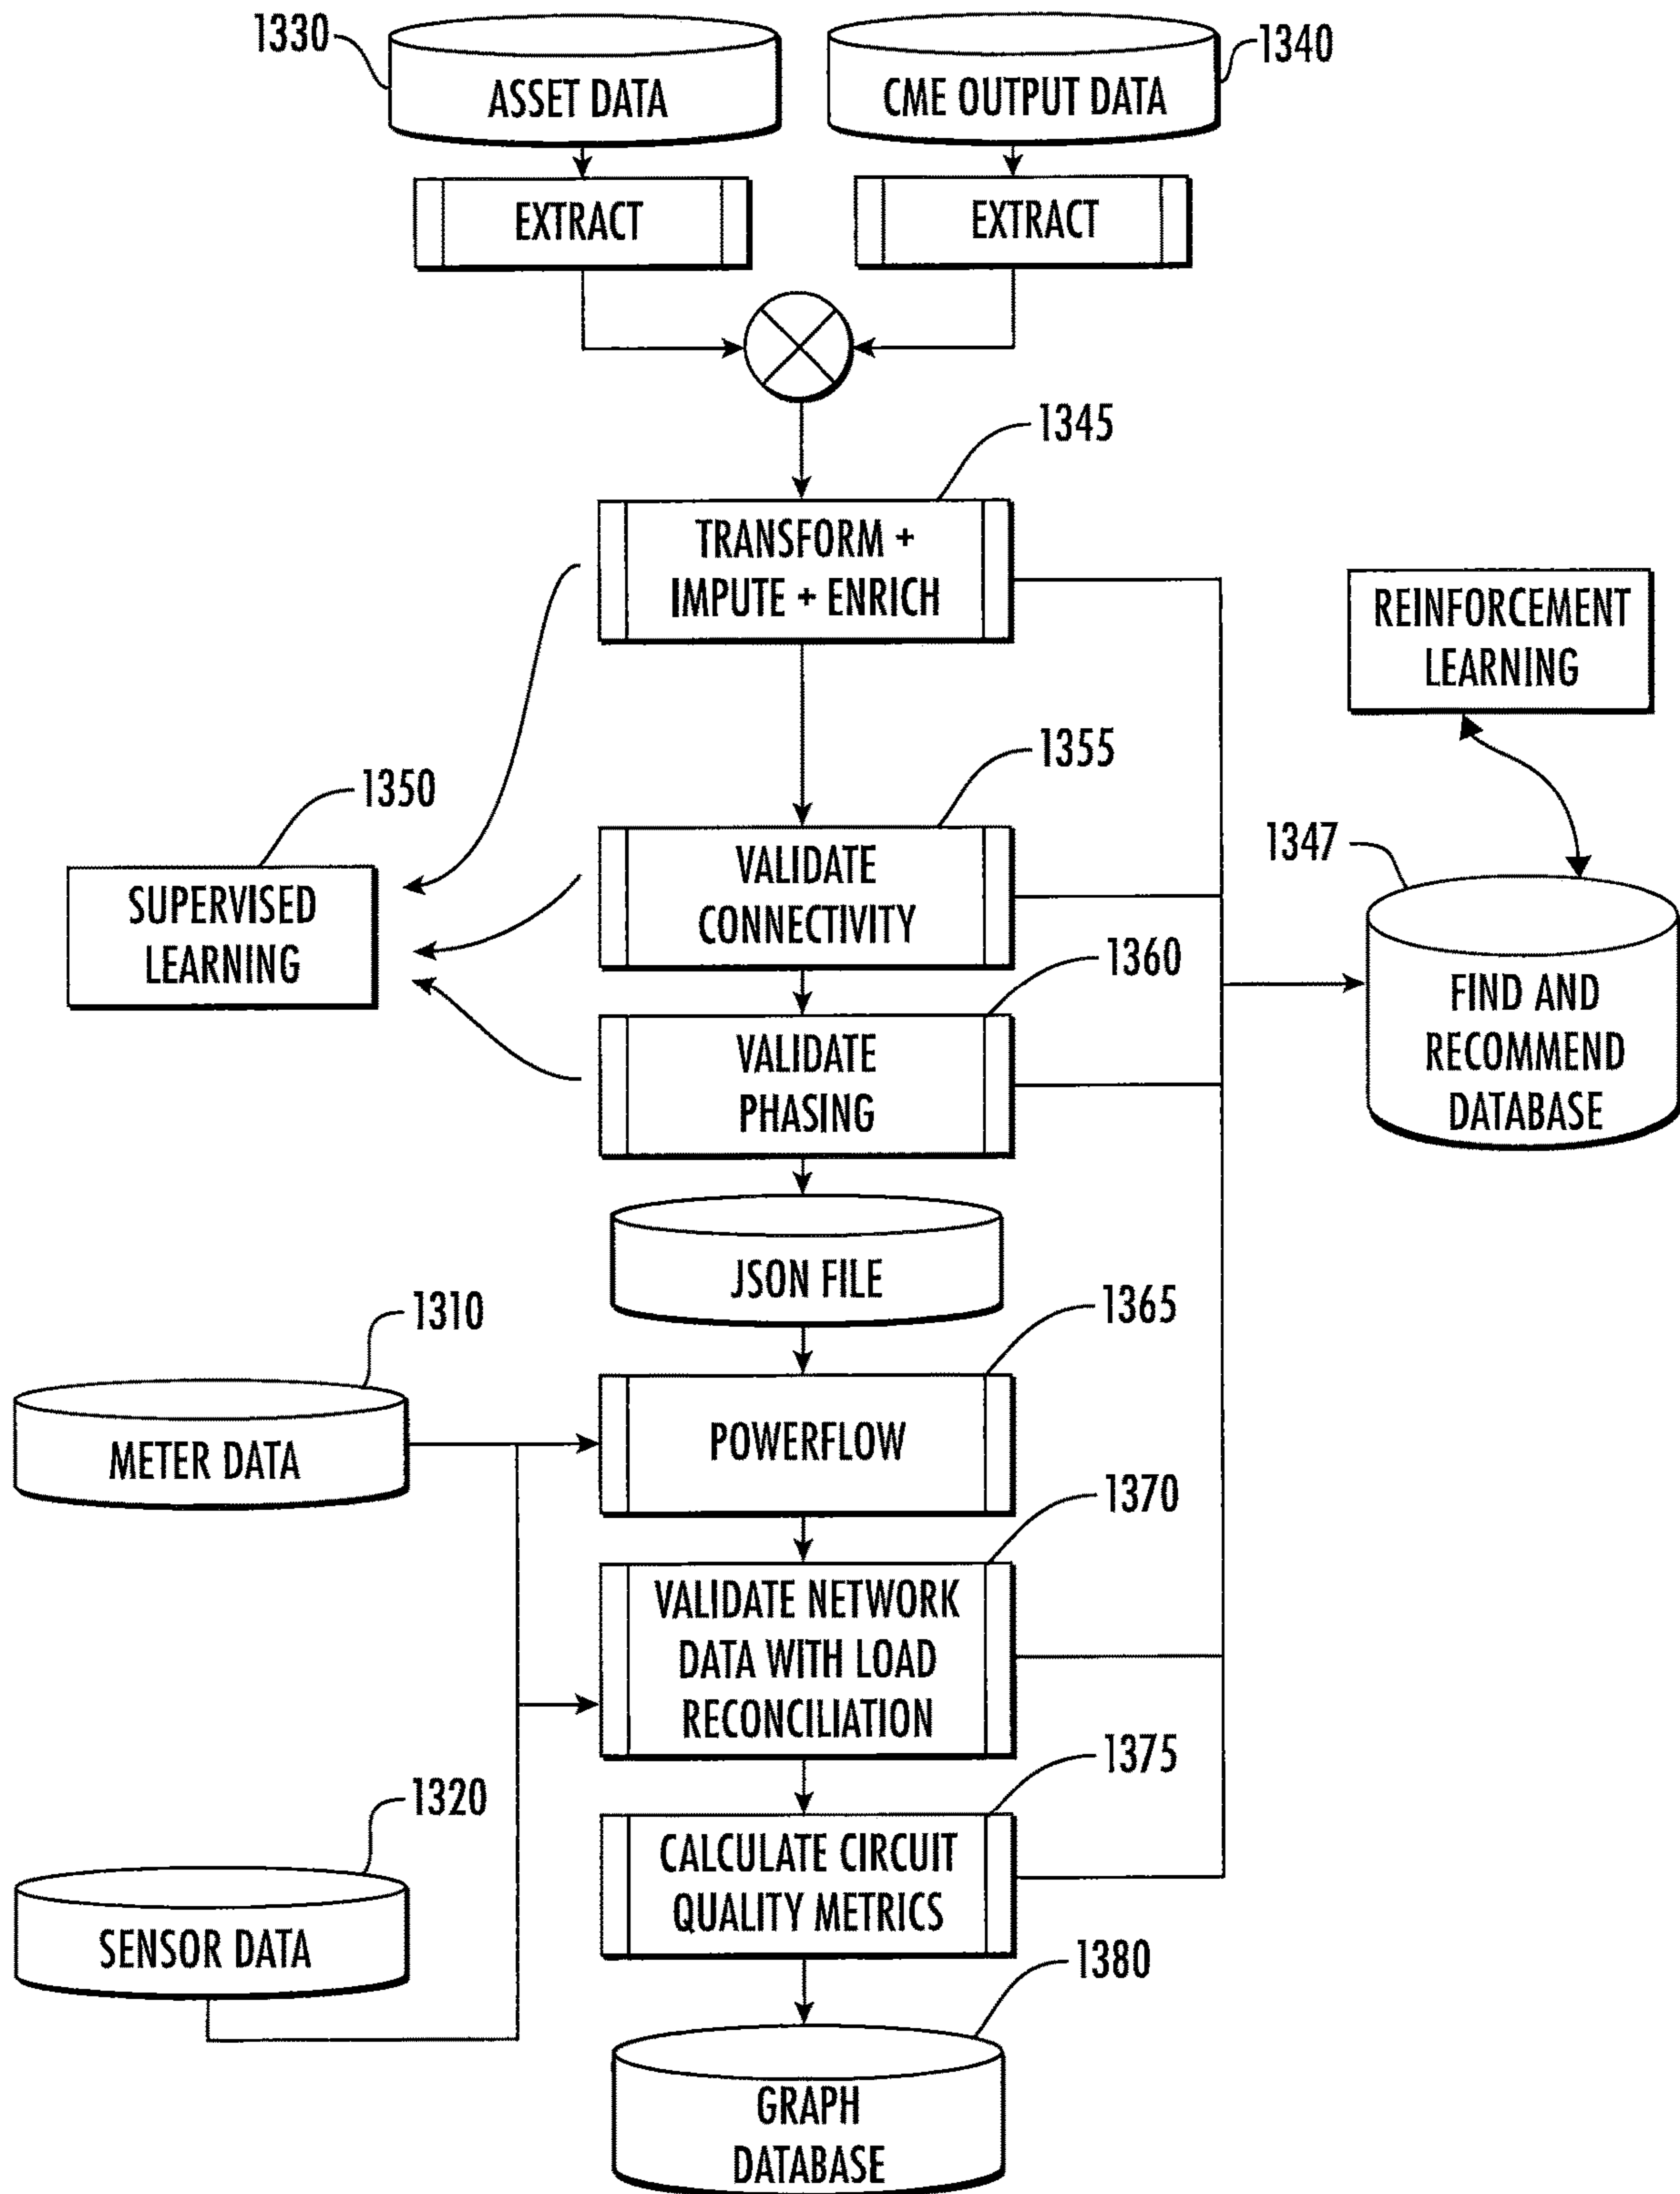 1330
ASSET DATA
CME OUTPUT DATA
1340
EXTRACT
EXTRACT
1345
TRANSFORM +
IMPUTE + ENRICH
REINFORCEMENT
LEARNING
1355
1350
1347
VALIDATE
CONNECTIVITY
SUPERVISED
LEARNING
1360
FIND AND
RECOMMEND
DATABASE
VALIDATE
PHASING
JSON FILE
1310
1365
METER DATA
POWERFLOW
1370
VALIDATE NETWORK
DATA WITH LOAD
RECONCILIATION
1375
1320
CALCULATE CIRCUIT
QUALITY METRICS
SENSOR DATA
1380
GRAPH
DATABASE